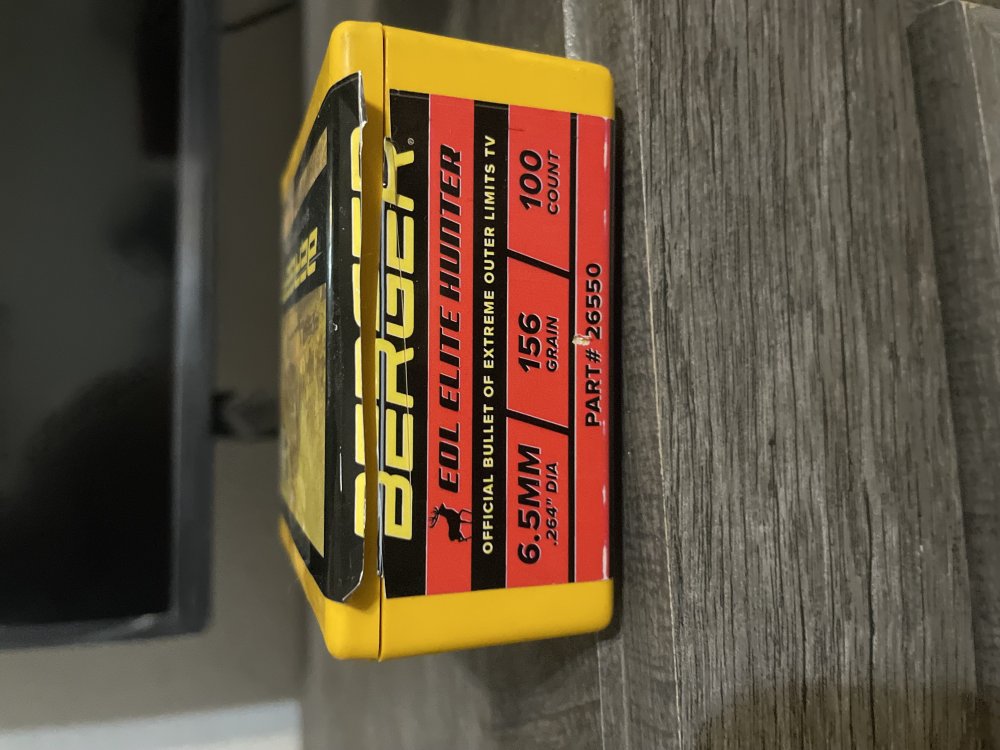 BERGER®
EOL ELITE HUNTER
OFFICIAL BULLET OF EXTREME OUTER LIMITS TV
6.5MM
.264" DIA
156
GRAIN
100
COUNT
PART# 26550